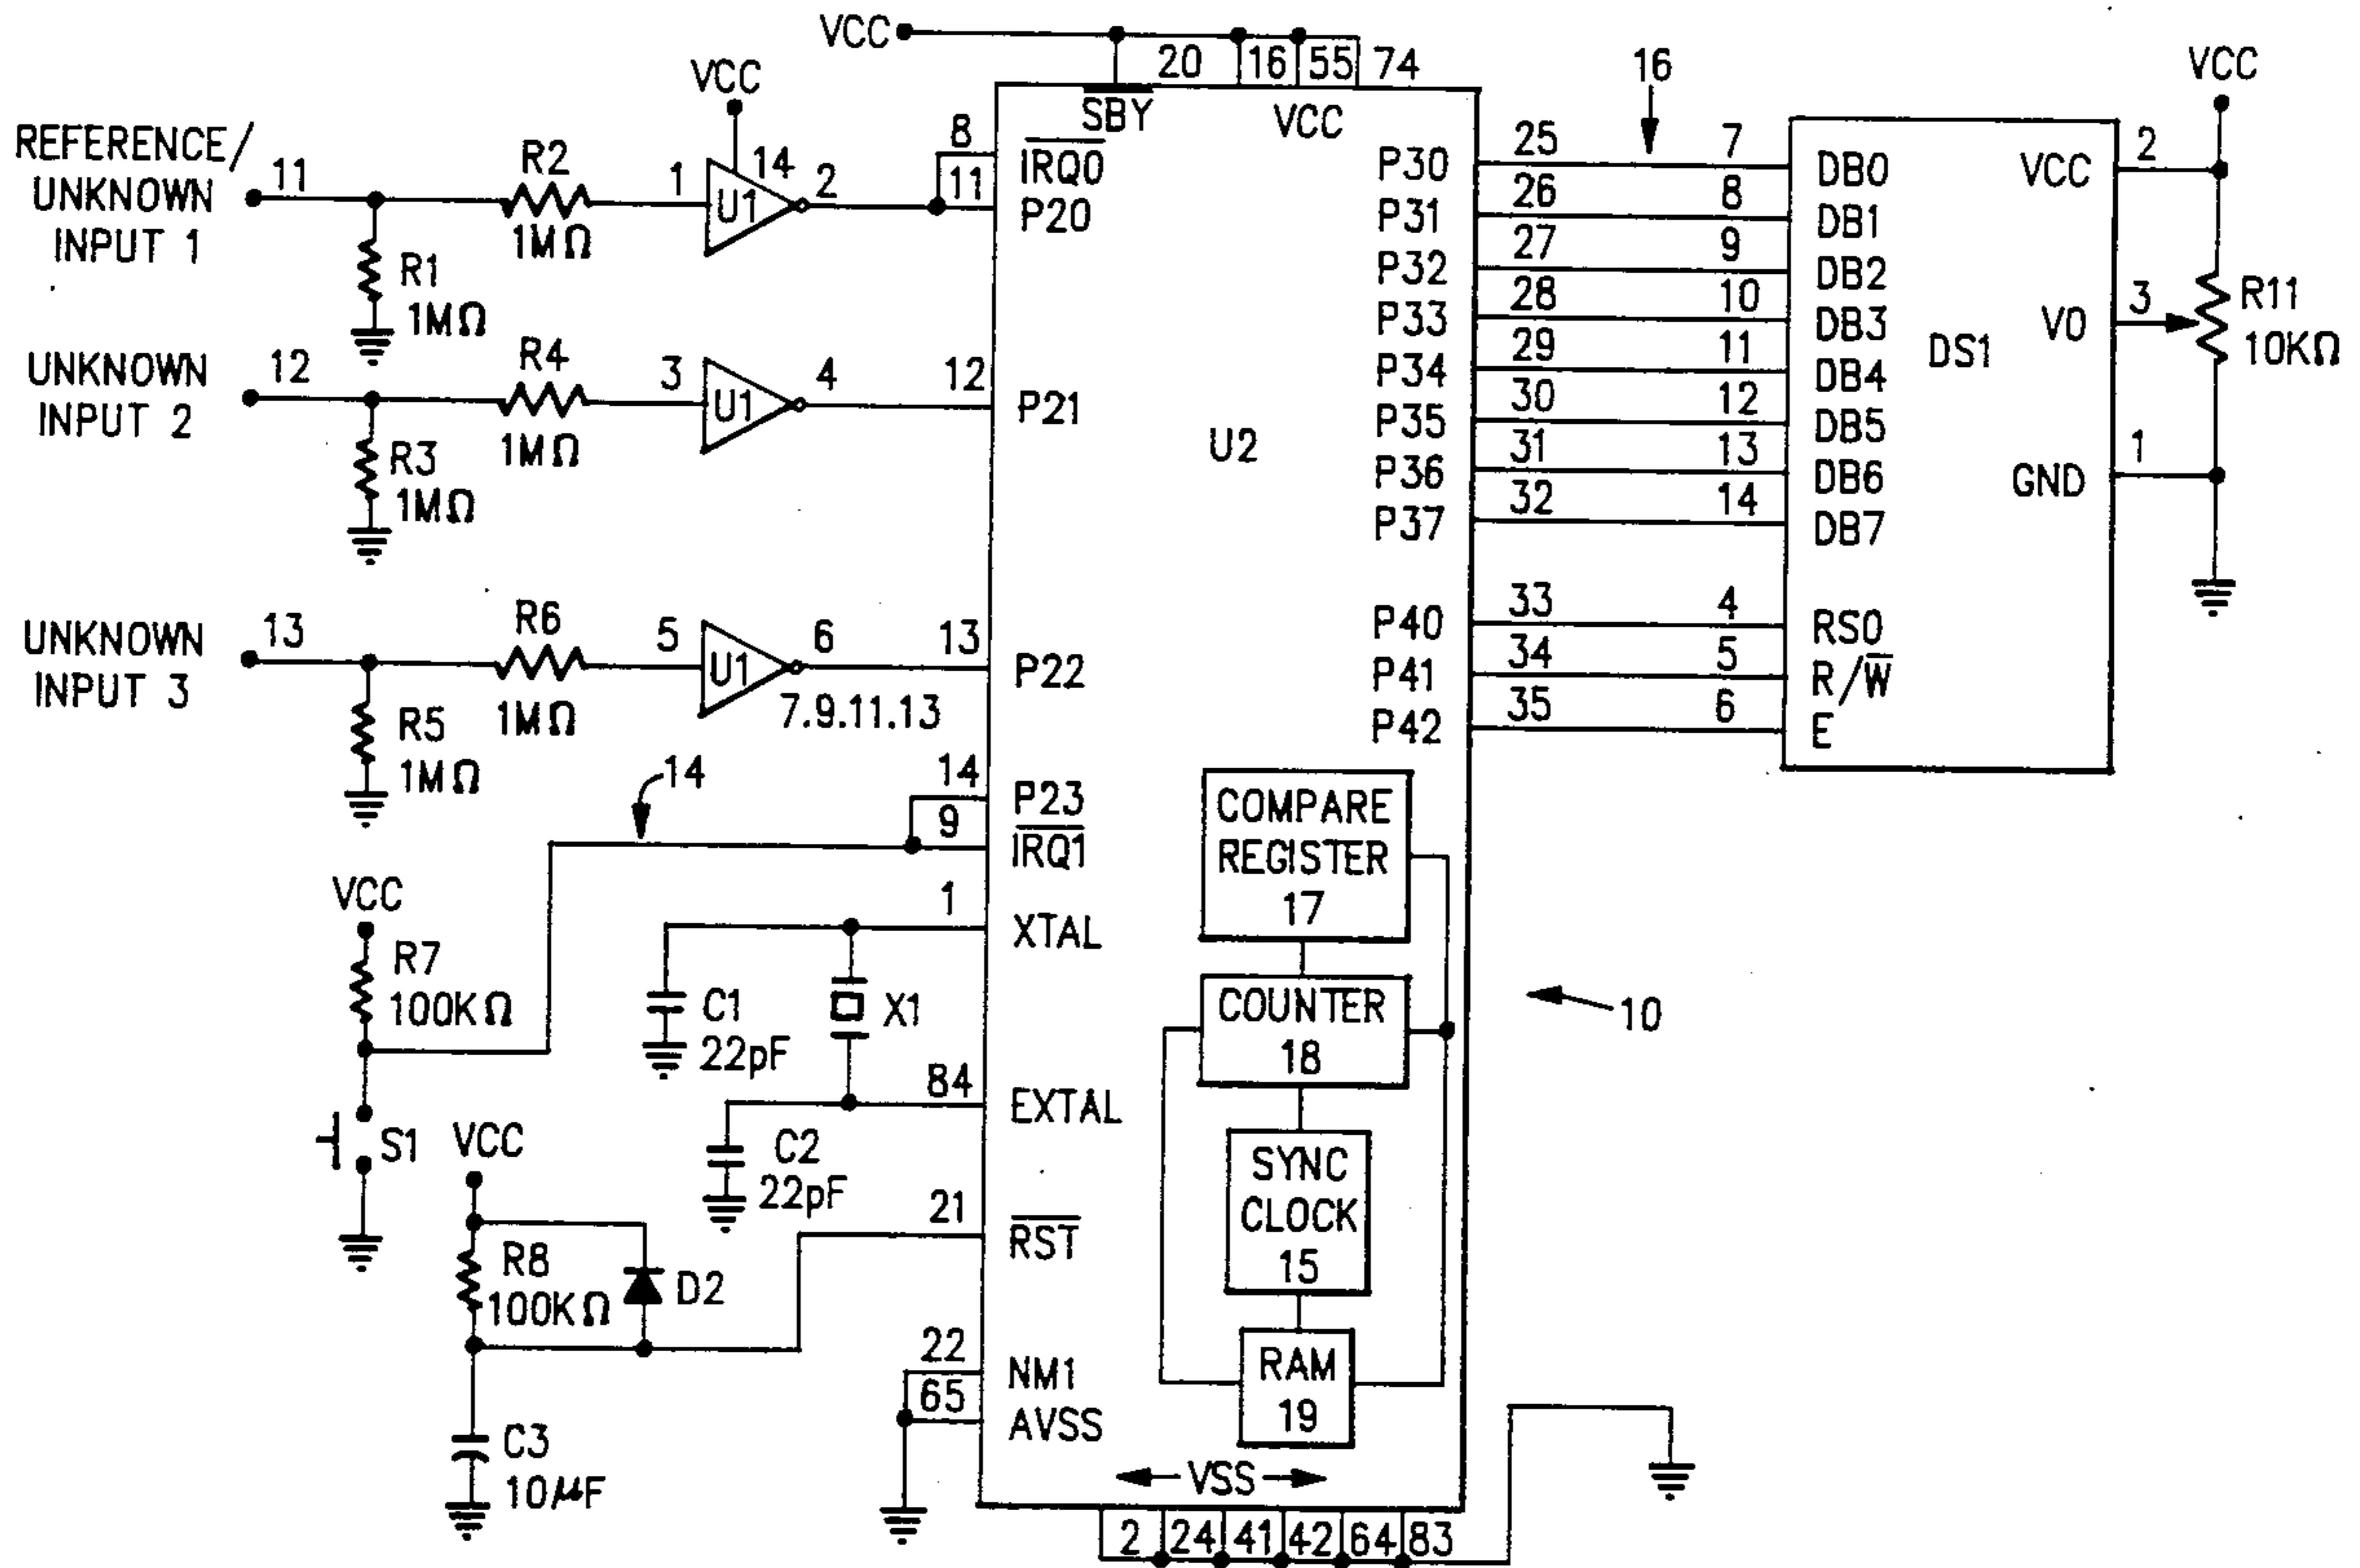 VCC
20 16 55 74
SBY
VCC
REFERENCE/
UNKNOWN
INPUT 1
11
R1
1MΩ
R2
1MΩ
VCC
1
14
U1
2
8
IRQ0
11
P20
UNKNOWN
INPUT 2
12
R3
1MΩ
R4
1MΩ
3
U1
4
12
P21
UNKNOWN
INPUT 3
13
R5
1MΩ
R6
1MΩ
5
U1
6
7.9.11.13
13
P22
14
14
P23
9
IRQ1
VCC
R7
100KΩ
S1
1
XTAL
C1
22pF
X1
84
EXTAL
C2
22pF
VCC
R8
100KΩ
D2
21
RST
C3
10μF
22
NM1
65
AVSS
U2
P30 25 7 DB0
P31 26 8 DB1
P32 27 9 DB2
P33 28 10 DB3
P34 29 11 DB4
P35 30 12 DB5
P36 31 13 DB6
P37 32 14 DB7
P40 33 4 RS0
P41 34 5 R/W
P42 35 6 E
16
DS1
VCC
VCC 2
V0 3
R11
10KΩ
GND 1
COMPARE
REGISTER
17
COUNTER
18
SYNC
CLOCK
15
RAM
19
10
VSS
2 24 41 42 64 83